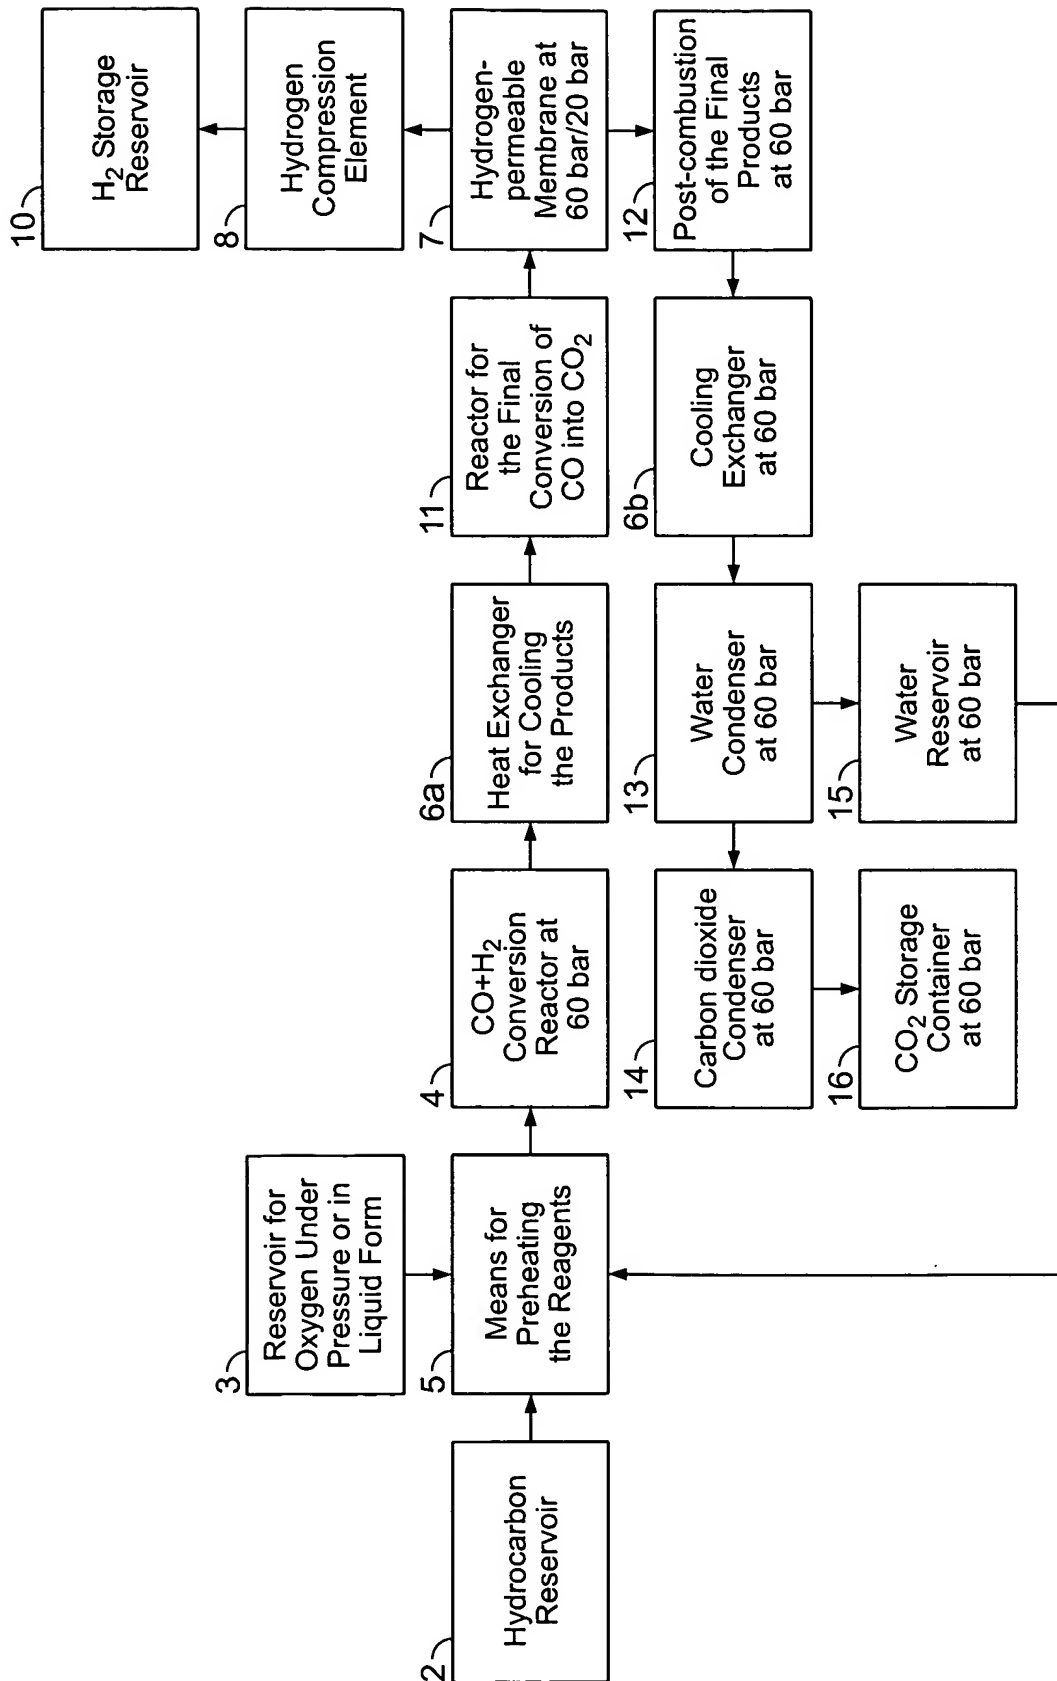 10
H2 Storage
Reservoir
8
Hydrogen
Compression
Element
3
Reservoir for
Oxygen Under
Pressure or in
Liquid Form
2
Hydrocarbon
Reservoir
5
Means for
Preheating
the Reagents
4
CO+H2
Conversion
Reactor at
60 bar
6a
Heat Exchanger
for Cooling
the Products
11
Reactor for
the Final
Conversion of
CO into CO2
7
Hydrogen-
permeable
Membrane at
60 bar/20 bar
12
Post-combustion
of the Final
Products
at 60 bar
6b
Cooling
Exchanger
at 60 bar
13
Water
Condenser
at 60 bar
14
Carbon dioxide
Condenser
at 60 bar
15
Water
Reservoir
at 60 bar
16
CO2 Storage
Container
at 60 bar